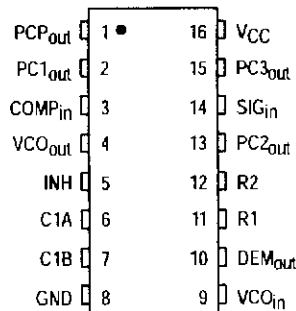 PCPout 1 16 VCC
PC1out 2 15 PC3out
COMPin 3 14 SIGin
VCOout 4 13 PC2out
INH 5 12 R2
C1A 6 11 R1
C1B 7 10 DEMout
GND 8 9 VCOin